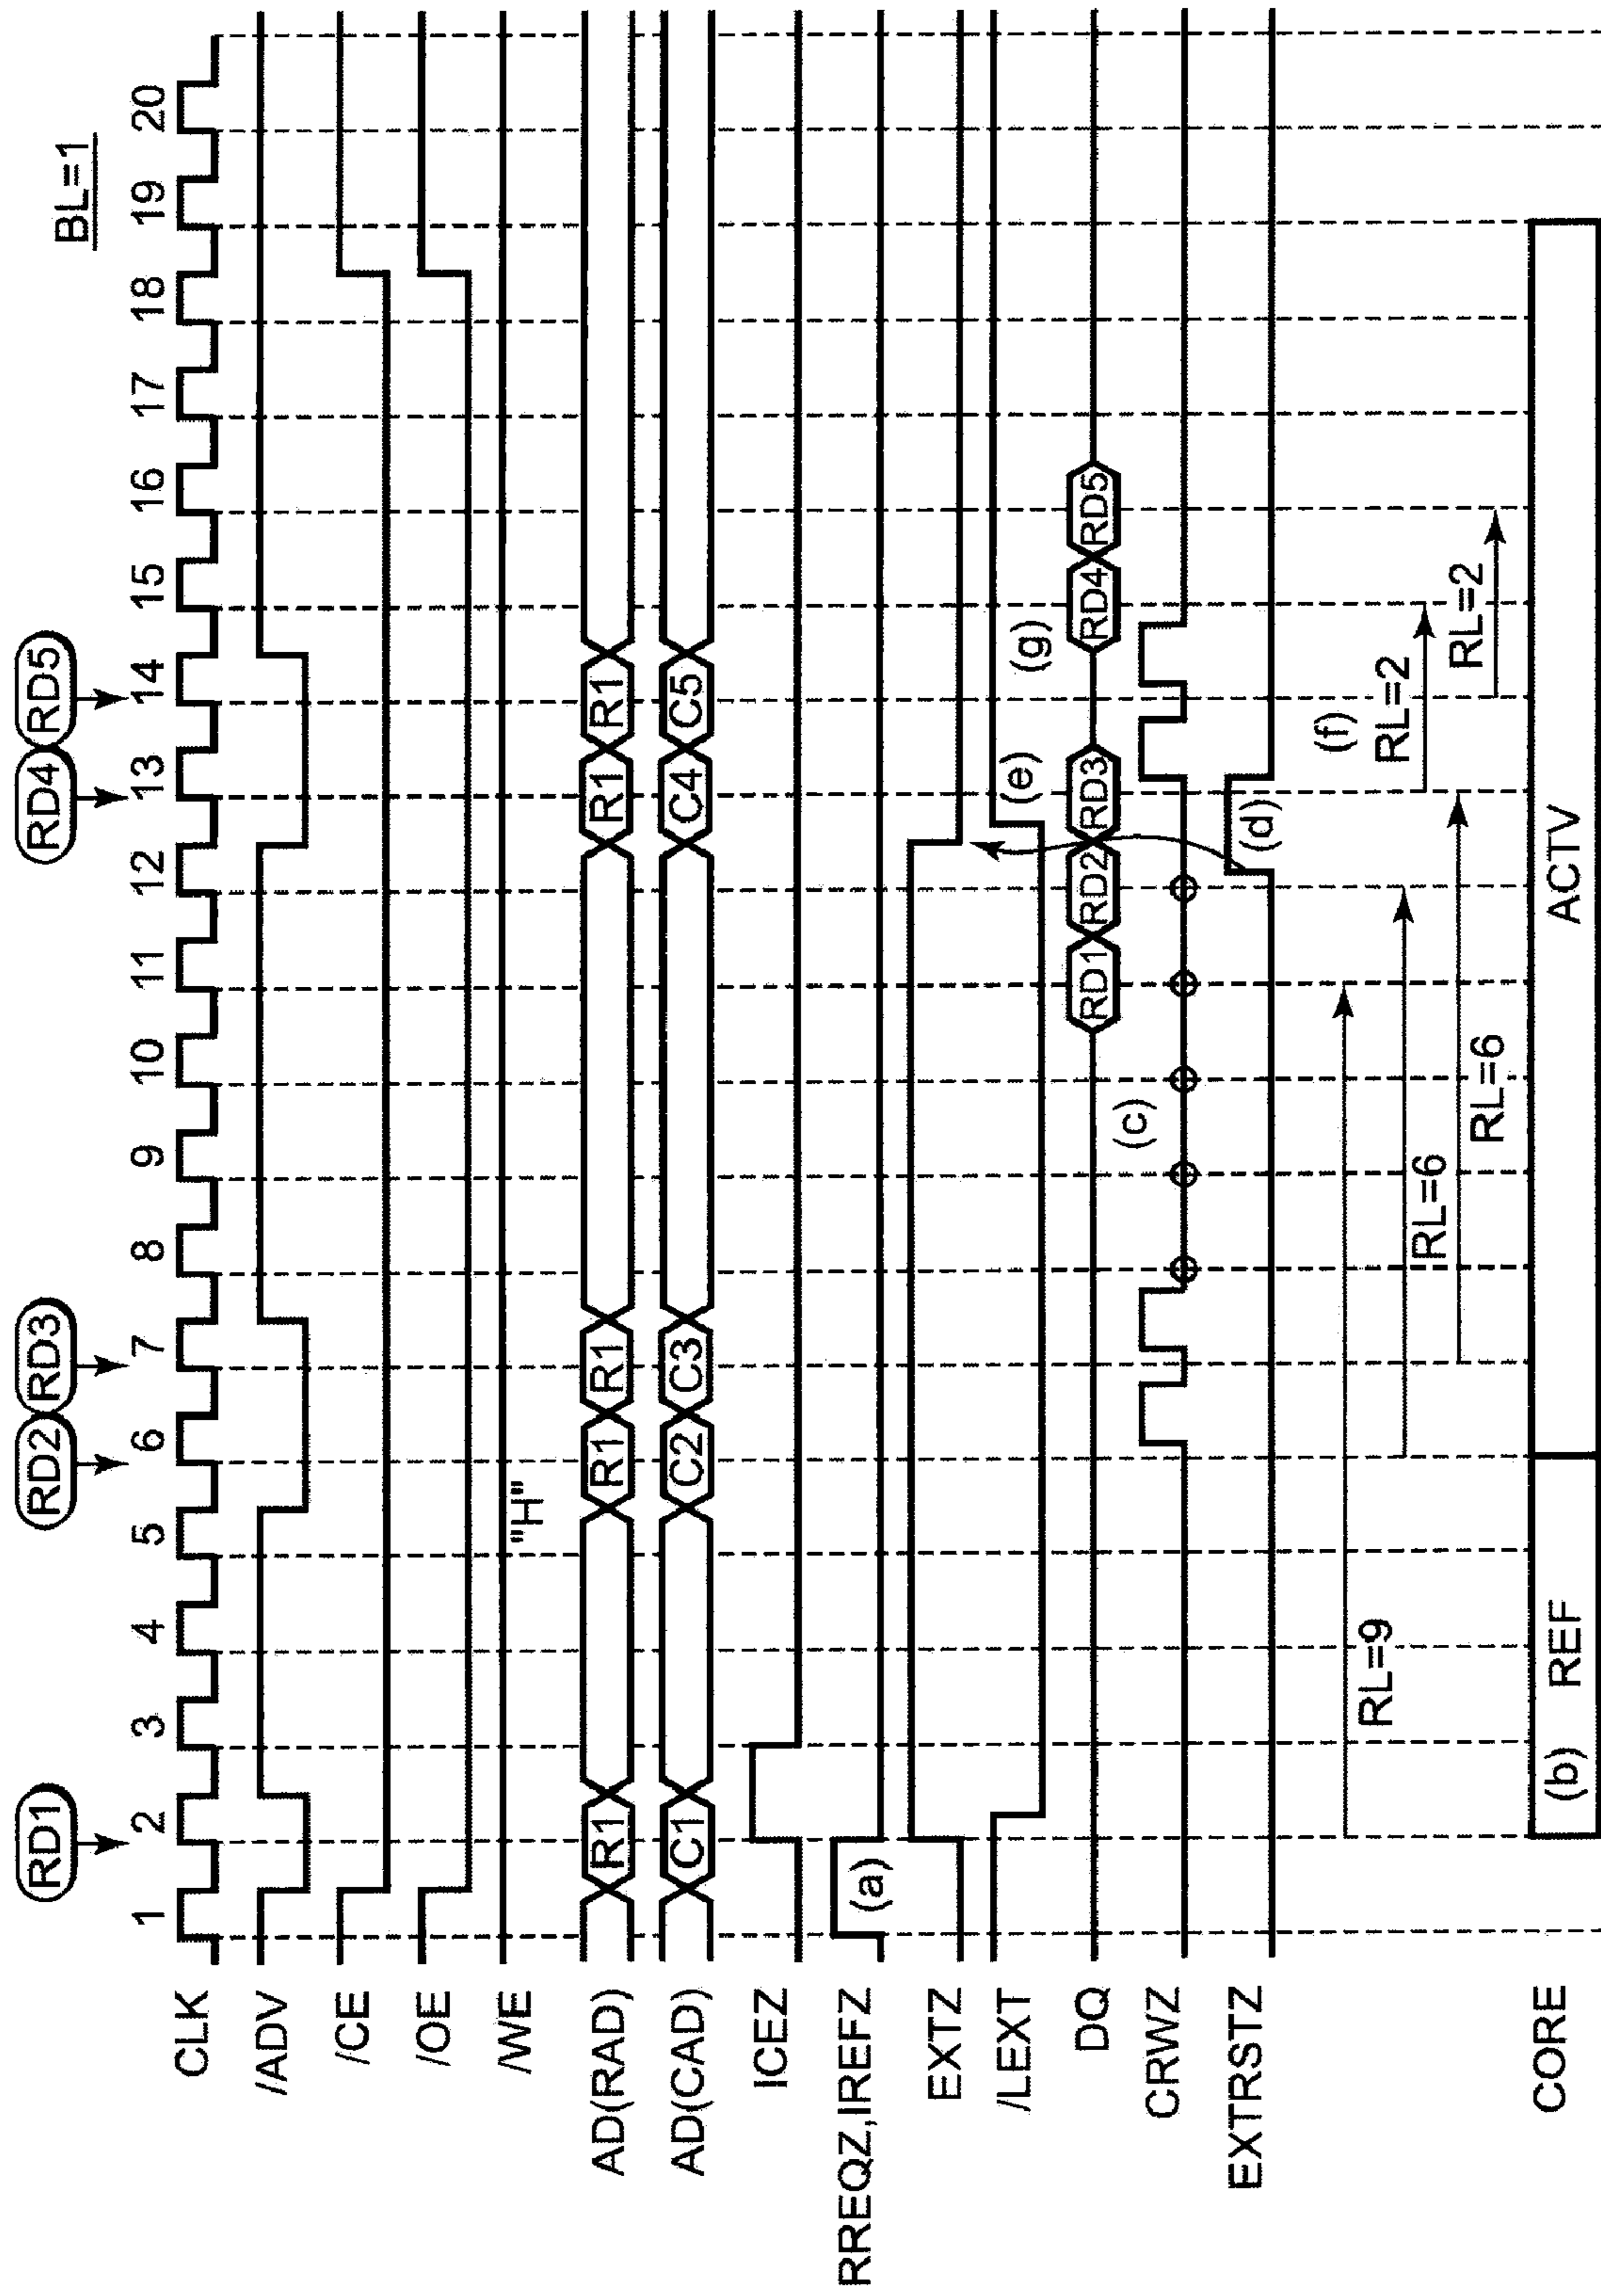 BL=1
RD1 RD2 RD3 RD4 RD5
1 2 3 4 5 6 7 8 9 10 11 12 13 14 15 16 17 18 19 20
CLK
/ADV
/CE
/OE
/WE "H"
AD(RAD) R1 R1 R1 R1 R1
AD(CAD) C1 C2 C3 C4 C5
ICEZ
RREQZ,IREFZ (a)
EXTZ
/LEXT (e) (g)
DQ RD1 RD2 RD3 RD4 RD5
CRWZ (c)
EXTRSTZ (d)
(f)
RL=9 RL=2
RL=6 RL=2
RL=6
CORE (b) REF ACTV